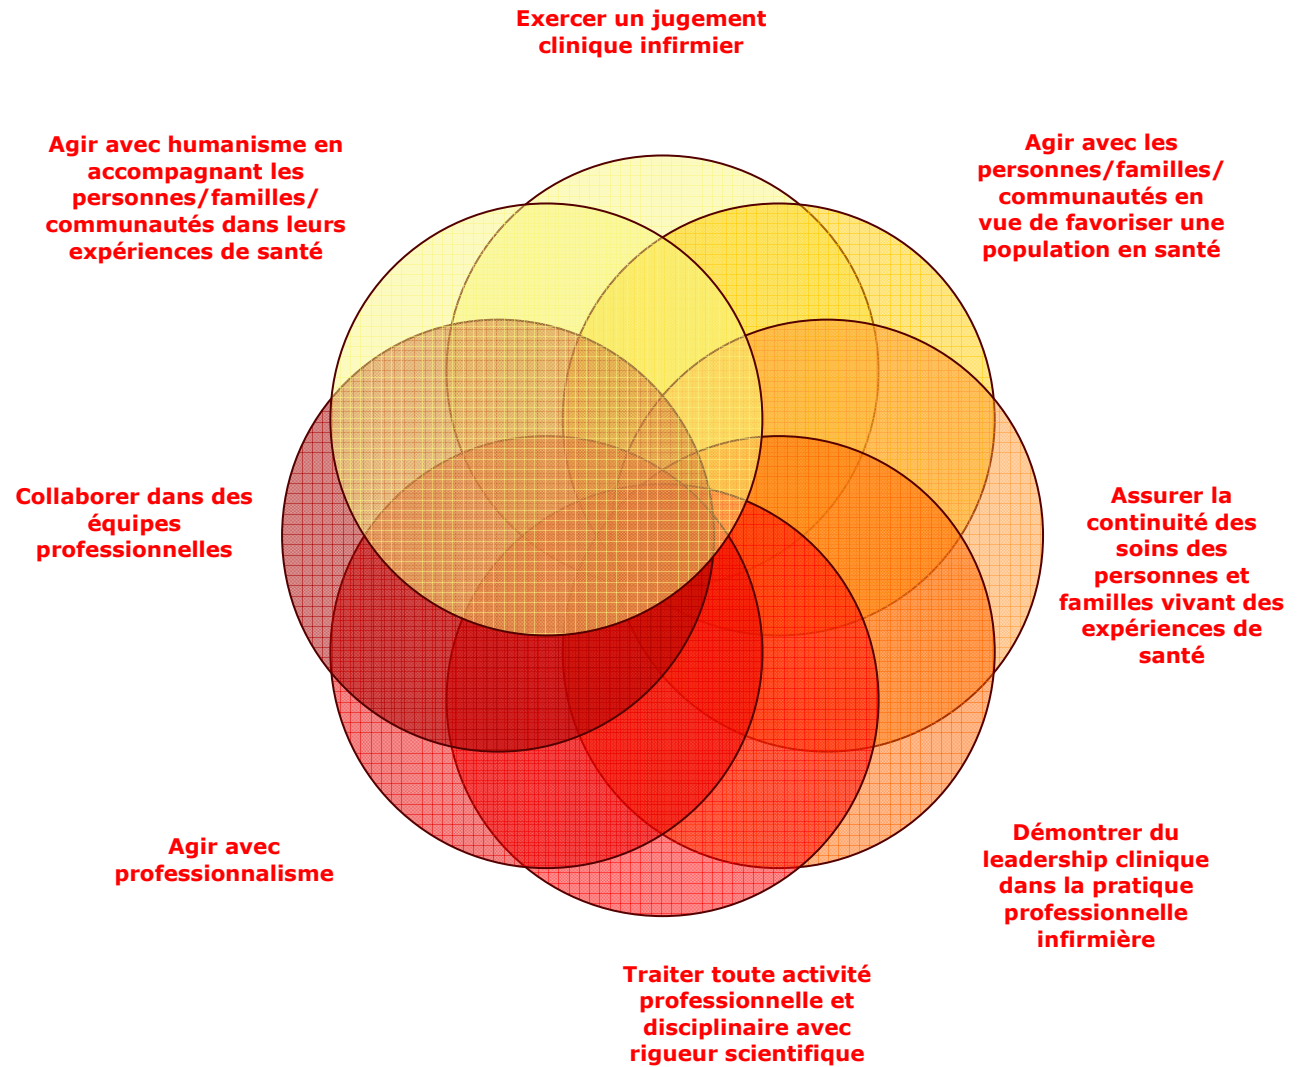 Exercer un jugement
clinique infirmier
Agir avec humanisme en
accompagnant les
personnes/familles/
communautés dans leurs
expériences de santé
Agir avec les
personnes/familles/
communautés en
vue de favoriser une
population en santé
Collaborer dans des
équipes
professionnelles
Assurer la
continuité des
soins des
personnes et
familles vivant des
expériences de
santé
Agir avec
professionnalisme
Démontrer du
leadership clinique
dans la pratique
professionnelle
infirmière
Traiter toute activité
professionnelle et
disciplinaire avec
rigueur scientifique